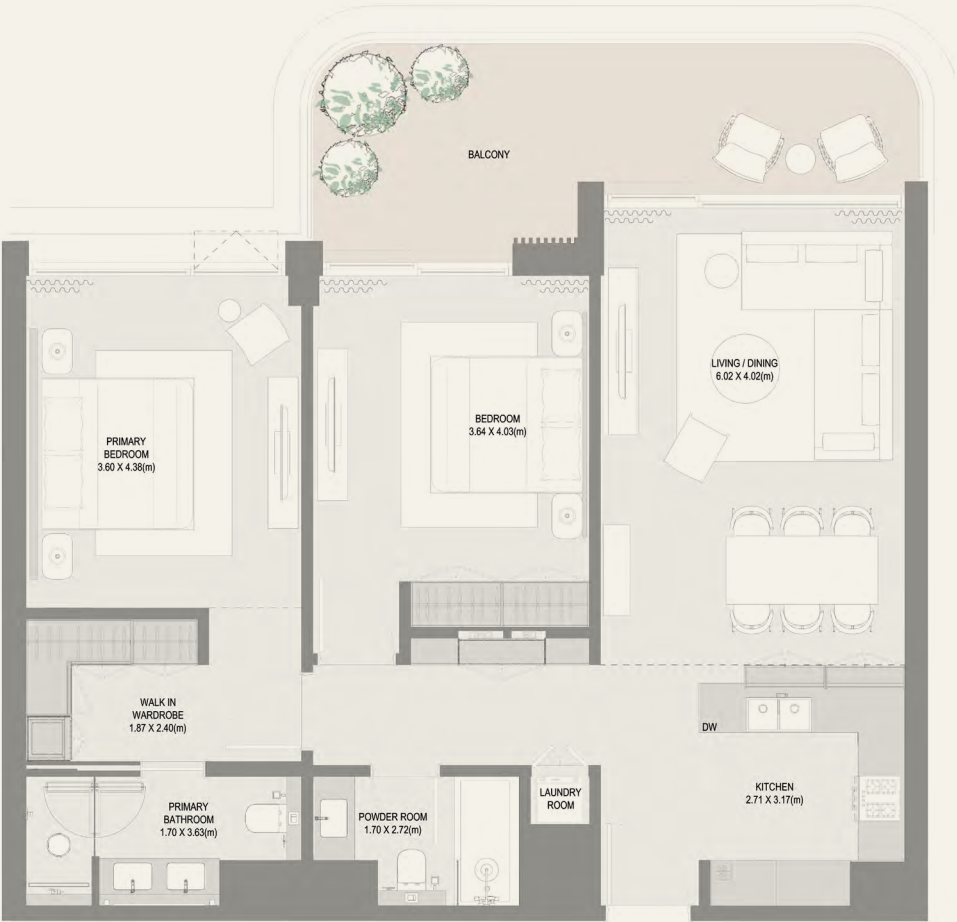 BALCONY
LIVING / DINING
6.02 X 4.02(m)
BEDROOM
3.64 X 4.03(m)
PRIMARY
BEDROOM
3.60 X 4.38(m)
WALK IN
WARDROBE
1.87 X 2.40(m)
DW
KITCHEN
2.71 X 3.17(m)
LAUNDRY
ROOM
PRIMARY
BATHROOM
1.70 X 3.63(m)
POWDER ROOM
1.70 X 2.72(m)